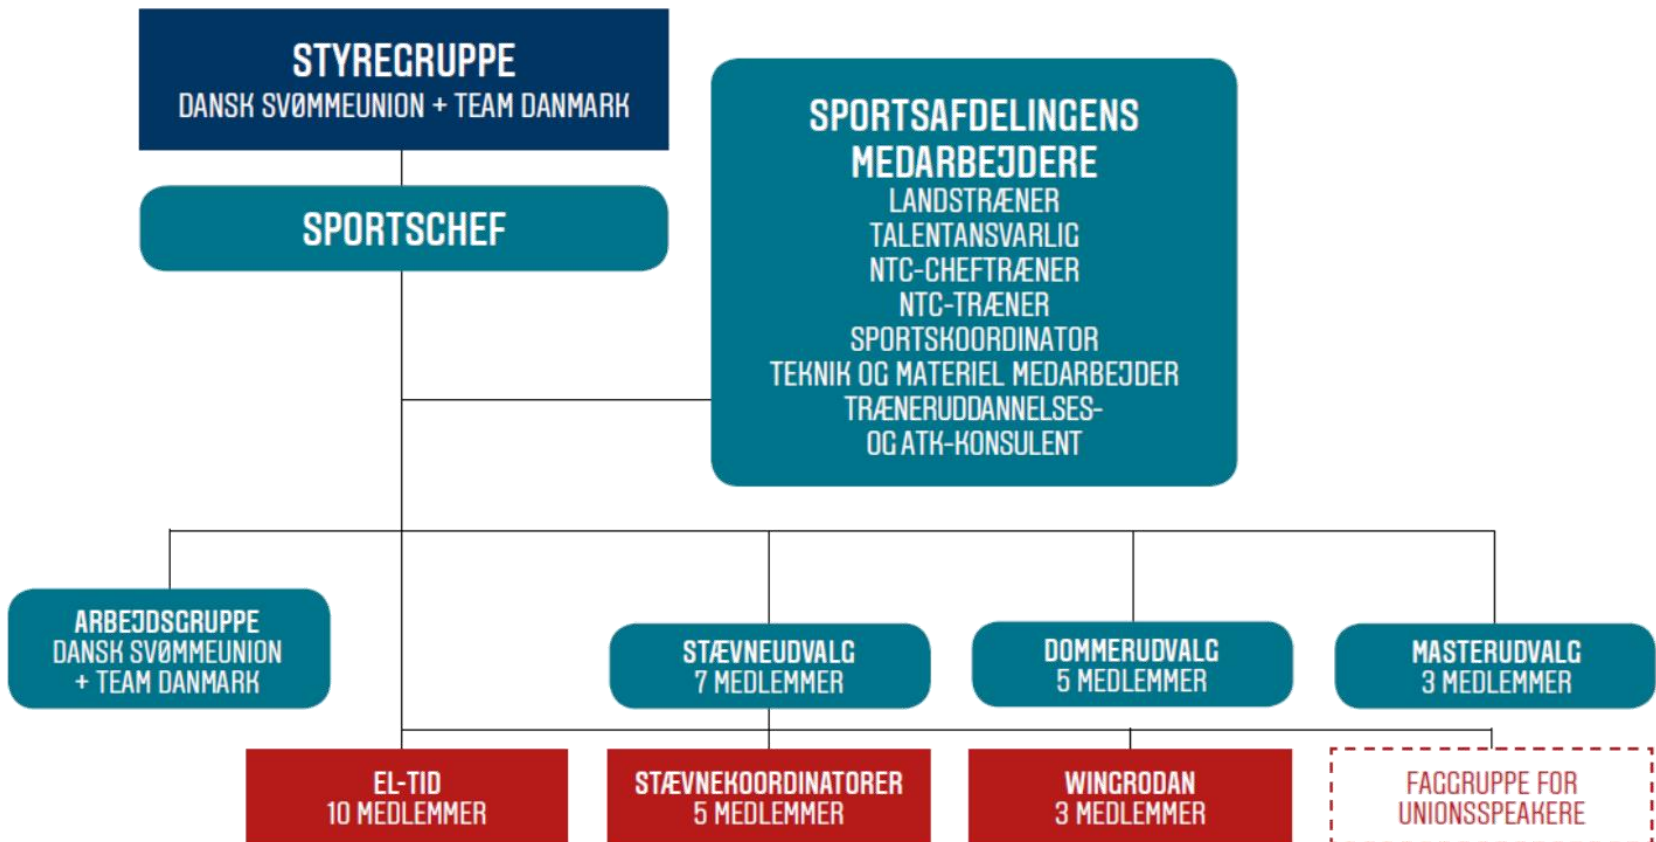 STYREGRUPPE
DANSK SVØMMEUNION + TEAM DANMARK
SPORTSCHEF
SPORTSAFDELINGENS
MEDARBEJDERE
LANDSTRÆNER
TALENTANSVARLIG
NTC-CHEFTRÆNER
NTC-TRÆNER
SPORTSKOORDINATOR
TEKNIK OG MATERIEL MEDARBEJDER
TRÆNERUDDANNELSES-
OG ATK-KONSULENT
ARBEJDSGRUPPE
DANSK SVØMMEUNION
+ TEAM DANMARK
STÆVNEUDVALG
7 MEDLEMMER
DOMMERUDVALG
5 MEDLEMMER
MASTERUDVALG
3 MEDLEMMER
EL-TID
10 MEDLEMMER
STÆVNEKOORDINATORER
5 MEDLEMMER
WINGRODAN
3 MEDLEMMER
FAGGRUPPE FOR
UNIONSSPEAKERE